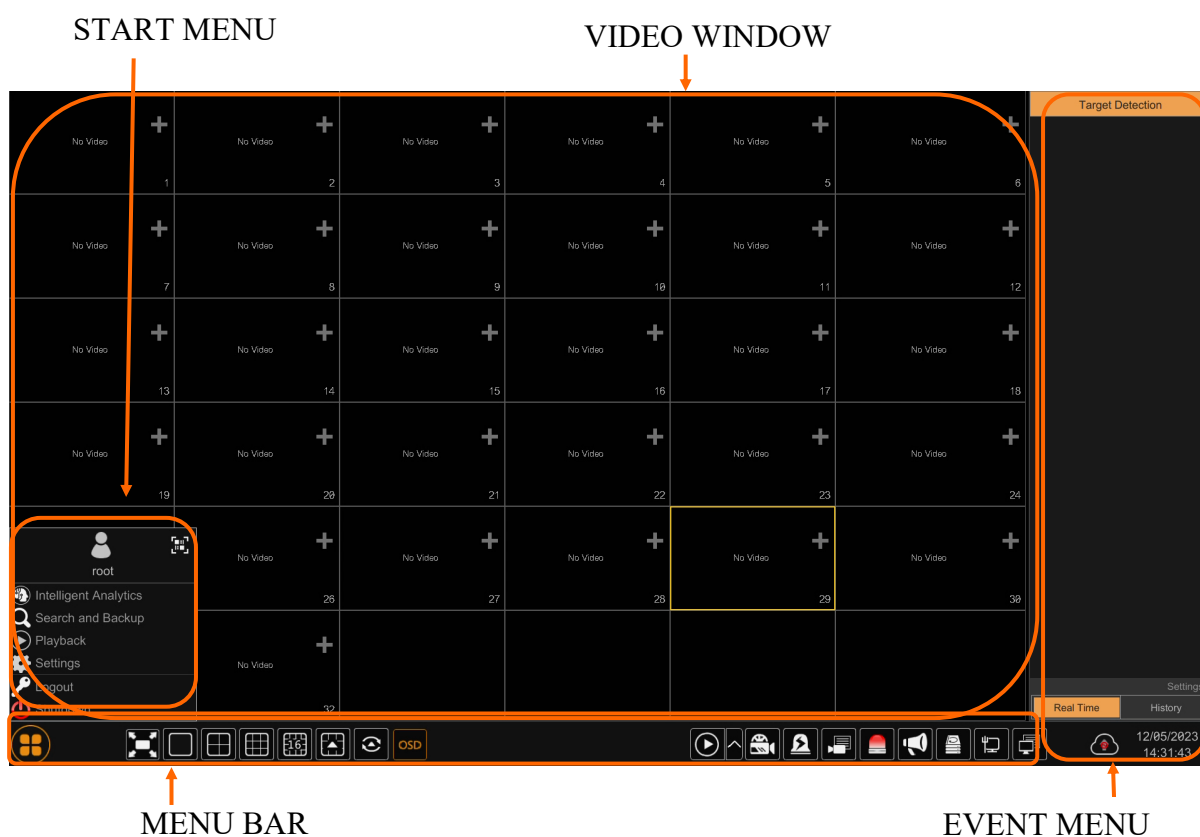 START MENU
VIDEO WINDOW
Target Detection
No Video No Video No Video No Video No Video No Video
1 2 3 4 5 6
No Video No Video No Video No Video No Video No Video
7 8 9 10 11 12
No Video No Video No Video No Video No Video No Video
13 14 15 16 17 18
No Video No Video No Video No Video No Video No Video
19 20 21 22 23 24
root
No Video No Video No Video No Video No Video
26 27 28 29 30
Intelligent Analytics
Search and Backup
Playback
Settings
No Video
Logout
32
Settings
Real Time History
16
OSD
12/05/2023
14:31:43
MENU BAR
EVENT MENU